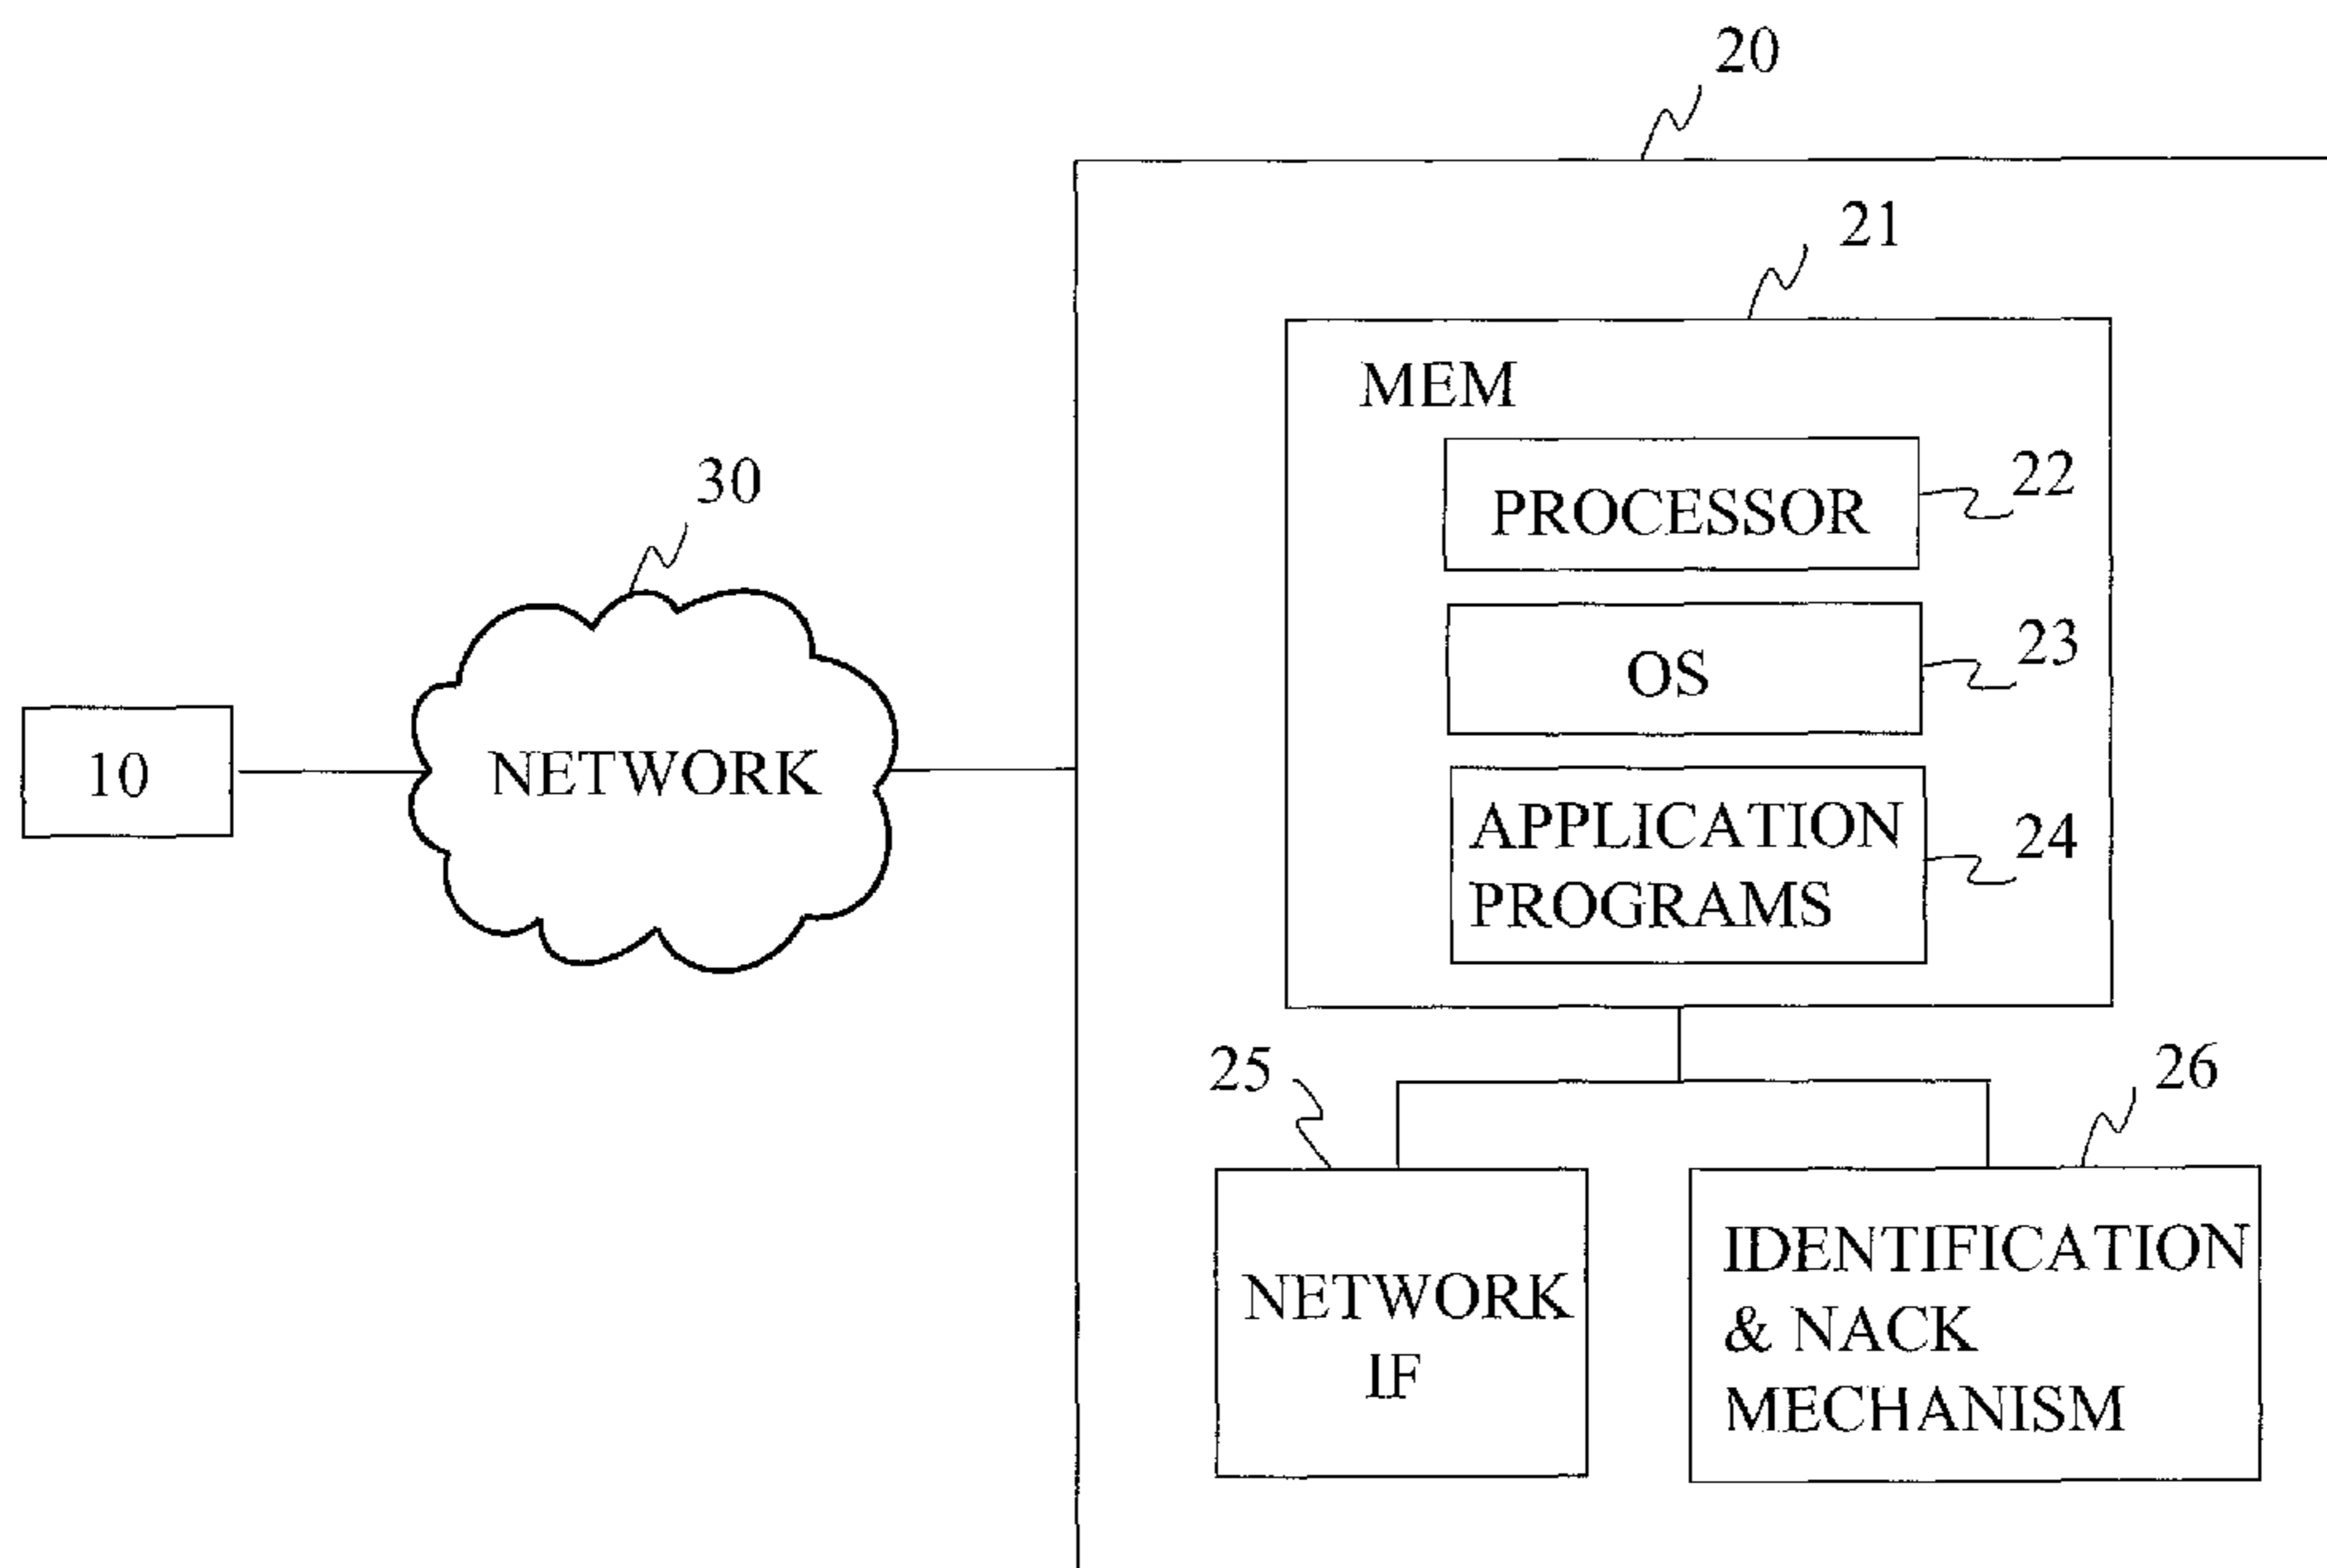 20
21
MEM
PROCESSOR
22
OS
23
APPLICATION
PROGRAMS
24
30
NETWORK
10
25
26
NETWORK
IF
IDENTIFICATION
& NACK
MECHANISM